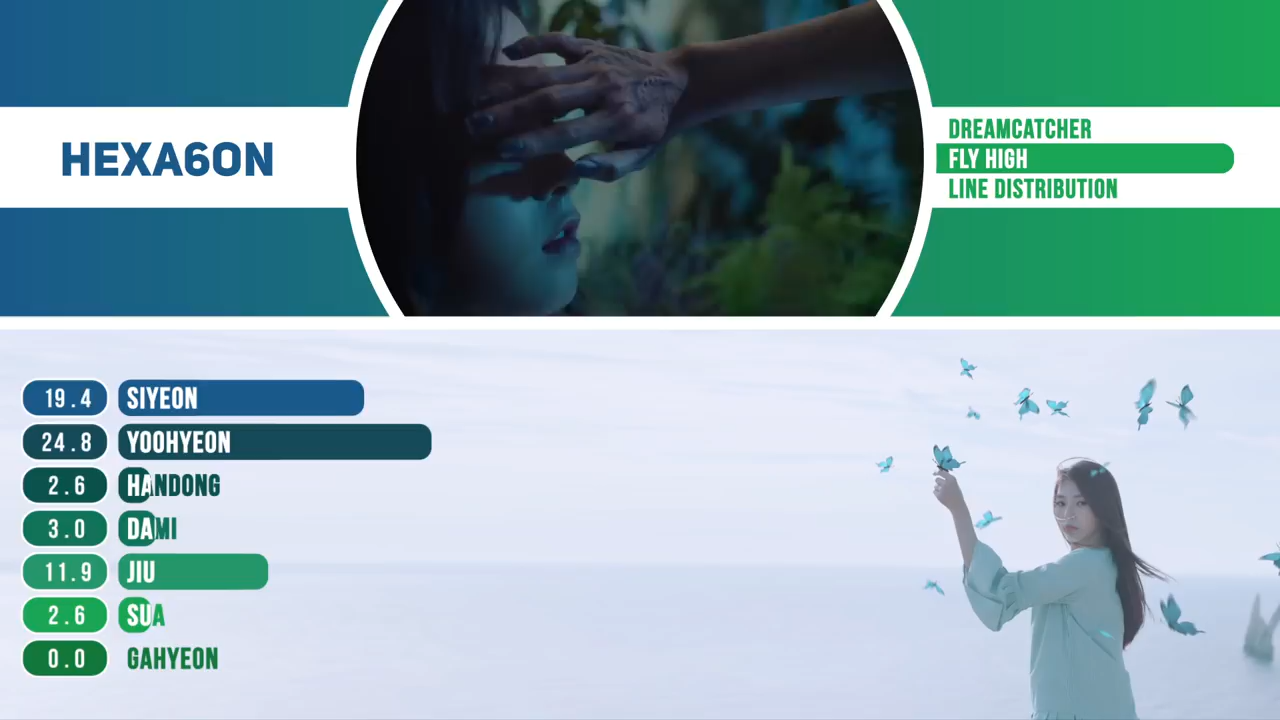 HEXA6ON
DREAMCATCHER
FLY HIGH
LINE DISTRIBUTION
19.4 SIYEON
24.8 YOOHYEON
2.6 HANDONG
3.0 DAMI
11.9 JIU
2.6 SUA
0.0 GAHYEON